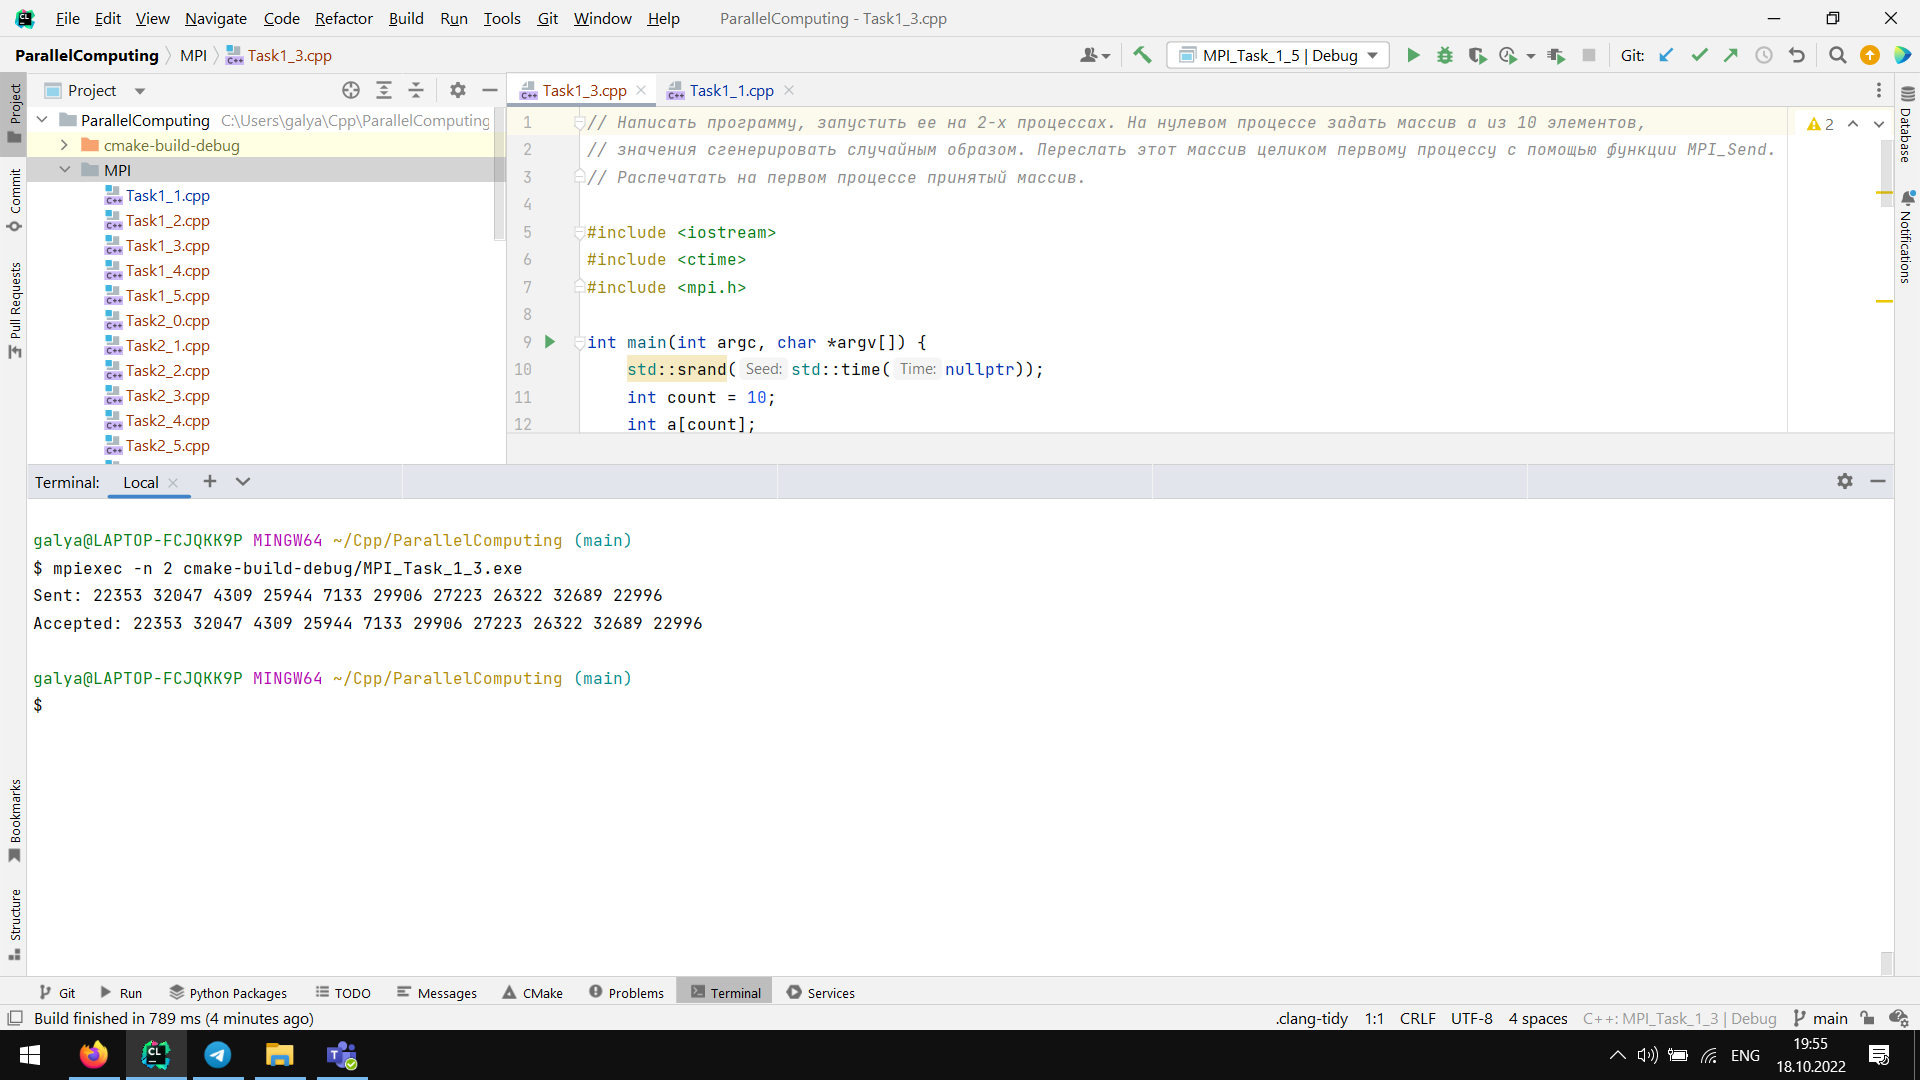 File Edit View Navigate Code Refactor Build Run Tools Git Window Help ParallelComputing - Task1_3.cpp
ParallelComputing MPI Task1_3.cpp MPI_Task_1_5 | Debug Git:
Project
Task1_3.cpp Task1_1.cpp
ParallelComputing C:\Users\galya\Cpp\ParallelComputing
cmake-build-debug
MPI
Task1_1.cpp
Task1_2.cpp
Task1_3.cpp
Task1_4.cpp
Task1_5.cpp
Task2_0.cpp
Task2_1.cpp
Task2_2.cpp
Task2_3.cpp
Task2_4.cpp
Task2_5.cpp
1 // Написать программу, запустить ее на 2-х процессах. На нулевом процессе задать массив а из 10 элементов,
2 // значения сгенерировать случайным образом. Переслать этот массив целиком первому процессу с помощью функции MPI_Send.
3 // Распечатать на первом процессе принятый массив.
4
5 #include <iostream>
6 #include <ctime>
7 #include <mpi.h>
8
9 int main(int argc, char *argv[]) {
10 std::srand( Seed: std::time( Time: nullptr));
11 int count = 10;
12 int a[count];
2
Project
Commit
Pull Requests
Bookmarks
Structure
Database
Notifications
Terminal: Local
galya@LAPTOP-FCJQKK9P MINGW64 ~/Cpp/ParallelComputing (main)
$ mpiexec -n 2 cmake-build-debug/MPI_Task_1_3.exe
Sent: 22353 32047 4309 25944 7133 29906 27223 26322 32689 22996
Accepted: 22353 32047 4309 25944 7133 29906 27223 26322 32689 22996
galya@LAPTOP-FCJQKK9P MINGW64 ~/Cpp/ParallelComputing (main)
$
Git Run Python Packages TODO Messages CMake Problems Terminal Services
Build finished in 789 ms (4 minutes ago) .clang-tidy 1:1 CRLF UTF-8 4 spaces C++: MPI_Task_1_3 | Debug main
ENG 19:55
18.10.2022